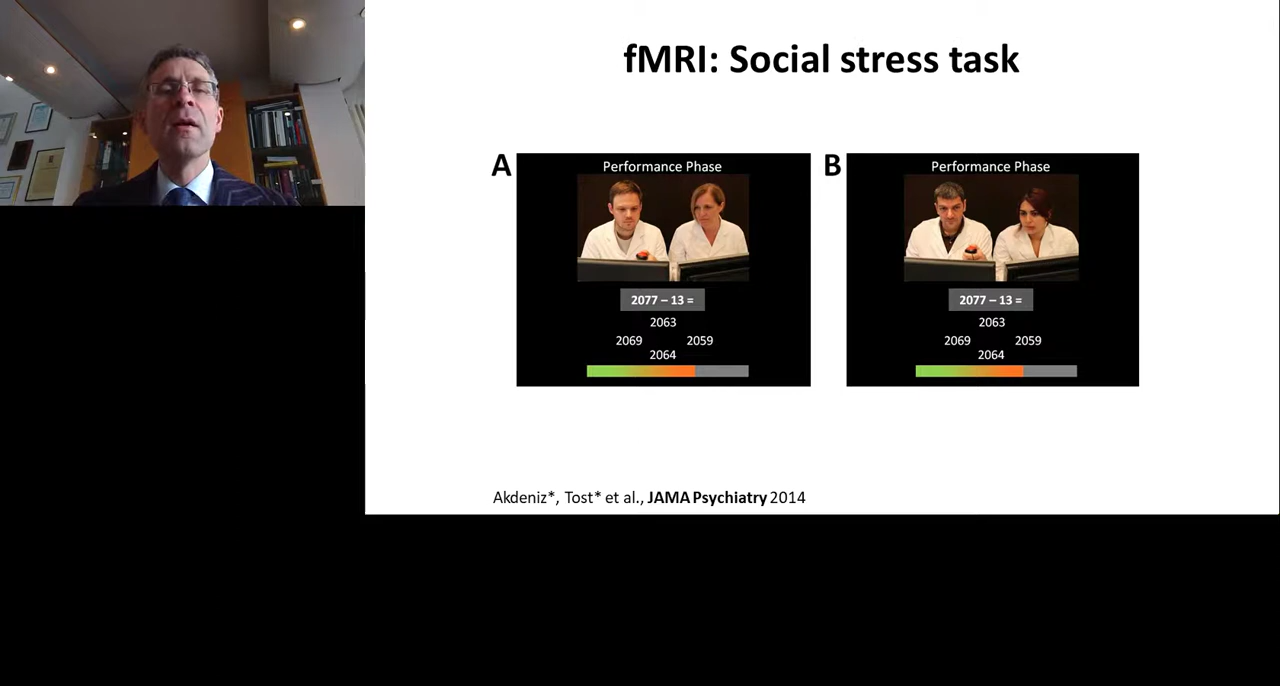 fMRI: Social stress task
A
Performance Phase
2077 – 13 =
2063
2069 2059
2064
B
Performance Phase
2077 – 13 =
2063
2069 2059
2064
Akdeniz*, Tost* et al., JAMA Psychiatry 2014